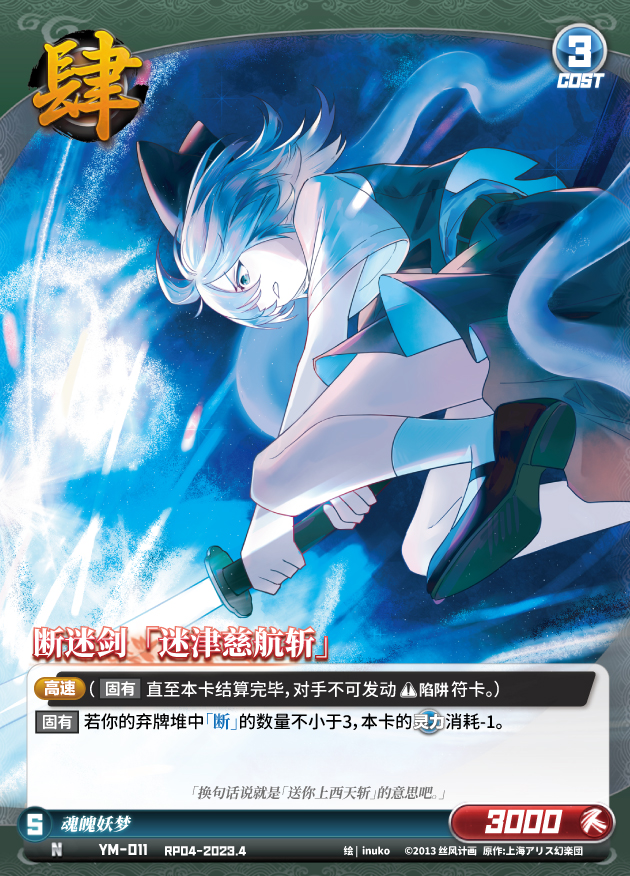 肆
3
COST
断迷剑「迷津慈航斩」
高速 ( 固有 直至本卡结算完毕，对手不可发动 陷阱 符卡。)
固有 若你的弃牌堆中「断」的数量不小于3，本卡的灵力消耗-1。
「换句话说就是「送你上西天斩」的意思吧。」
S 魂魄妖梦 3000
N YM-011 RP04-2023.4 绘| inuko ©2013 丝风计画 原作:上海アリス幻楽団